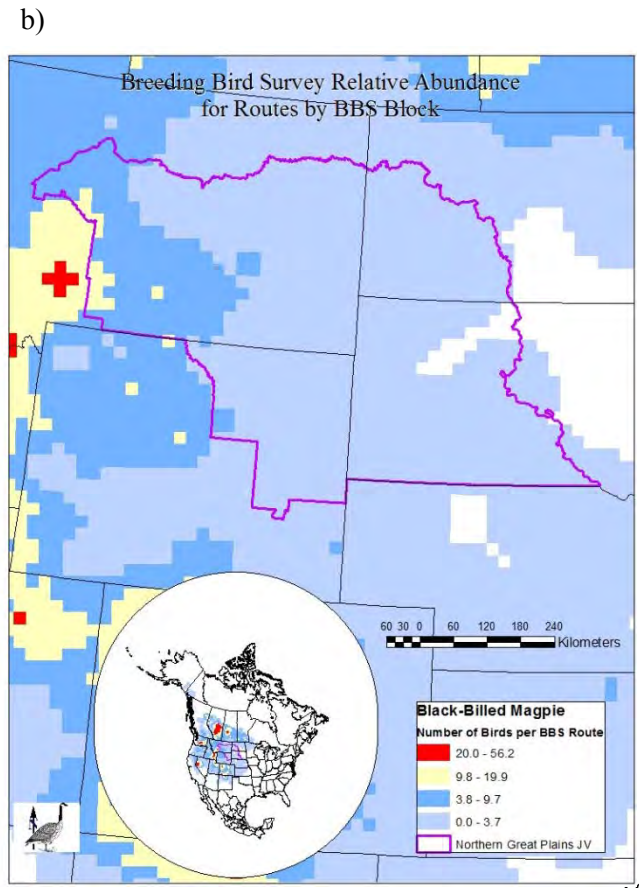 b)
Breeding Bird Survey Relative Abundance
for Routes by BBS Block
60 30 0 60 120 180 240
Kilometers
Black-Billed Magpie
Number of Birds per BBS Route
20.0 - 56.2
9.8 - 19.9
3.8 - 9.7
0.0 - 3.7
Northern Great Plains JV